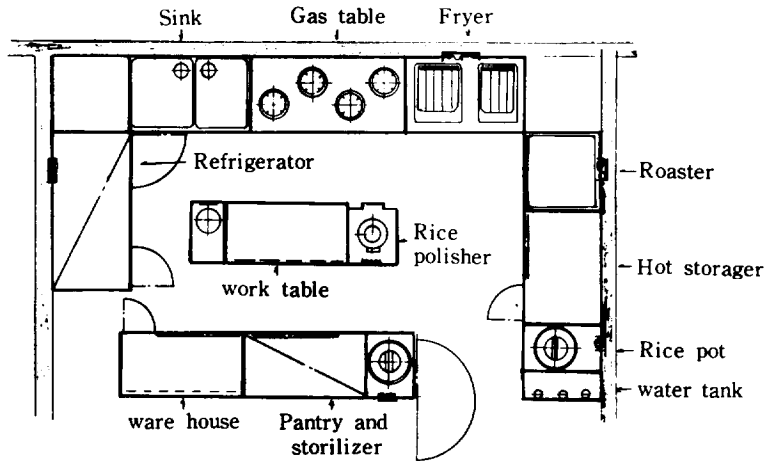 Sink
Gas table
Fryer
Refrigerator
Roaster
Rice
polisher
work table
Hot storager
Rice pot
water tank
ware house
Pantry and
storilizer